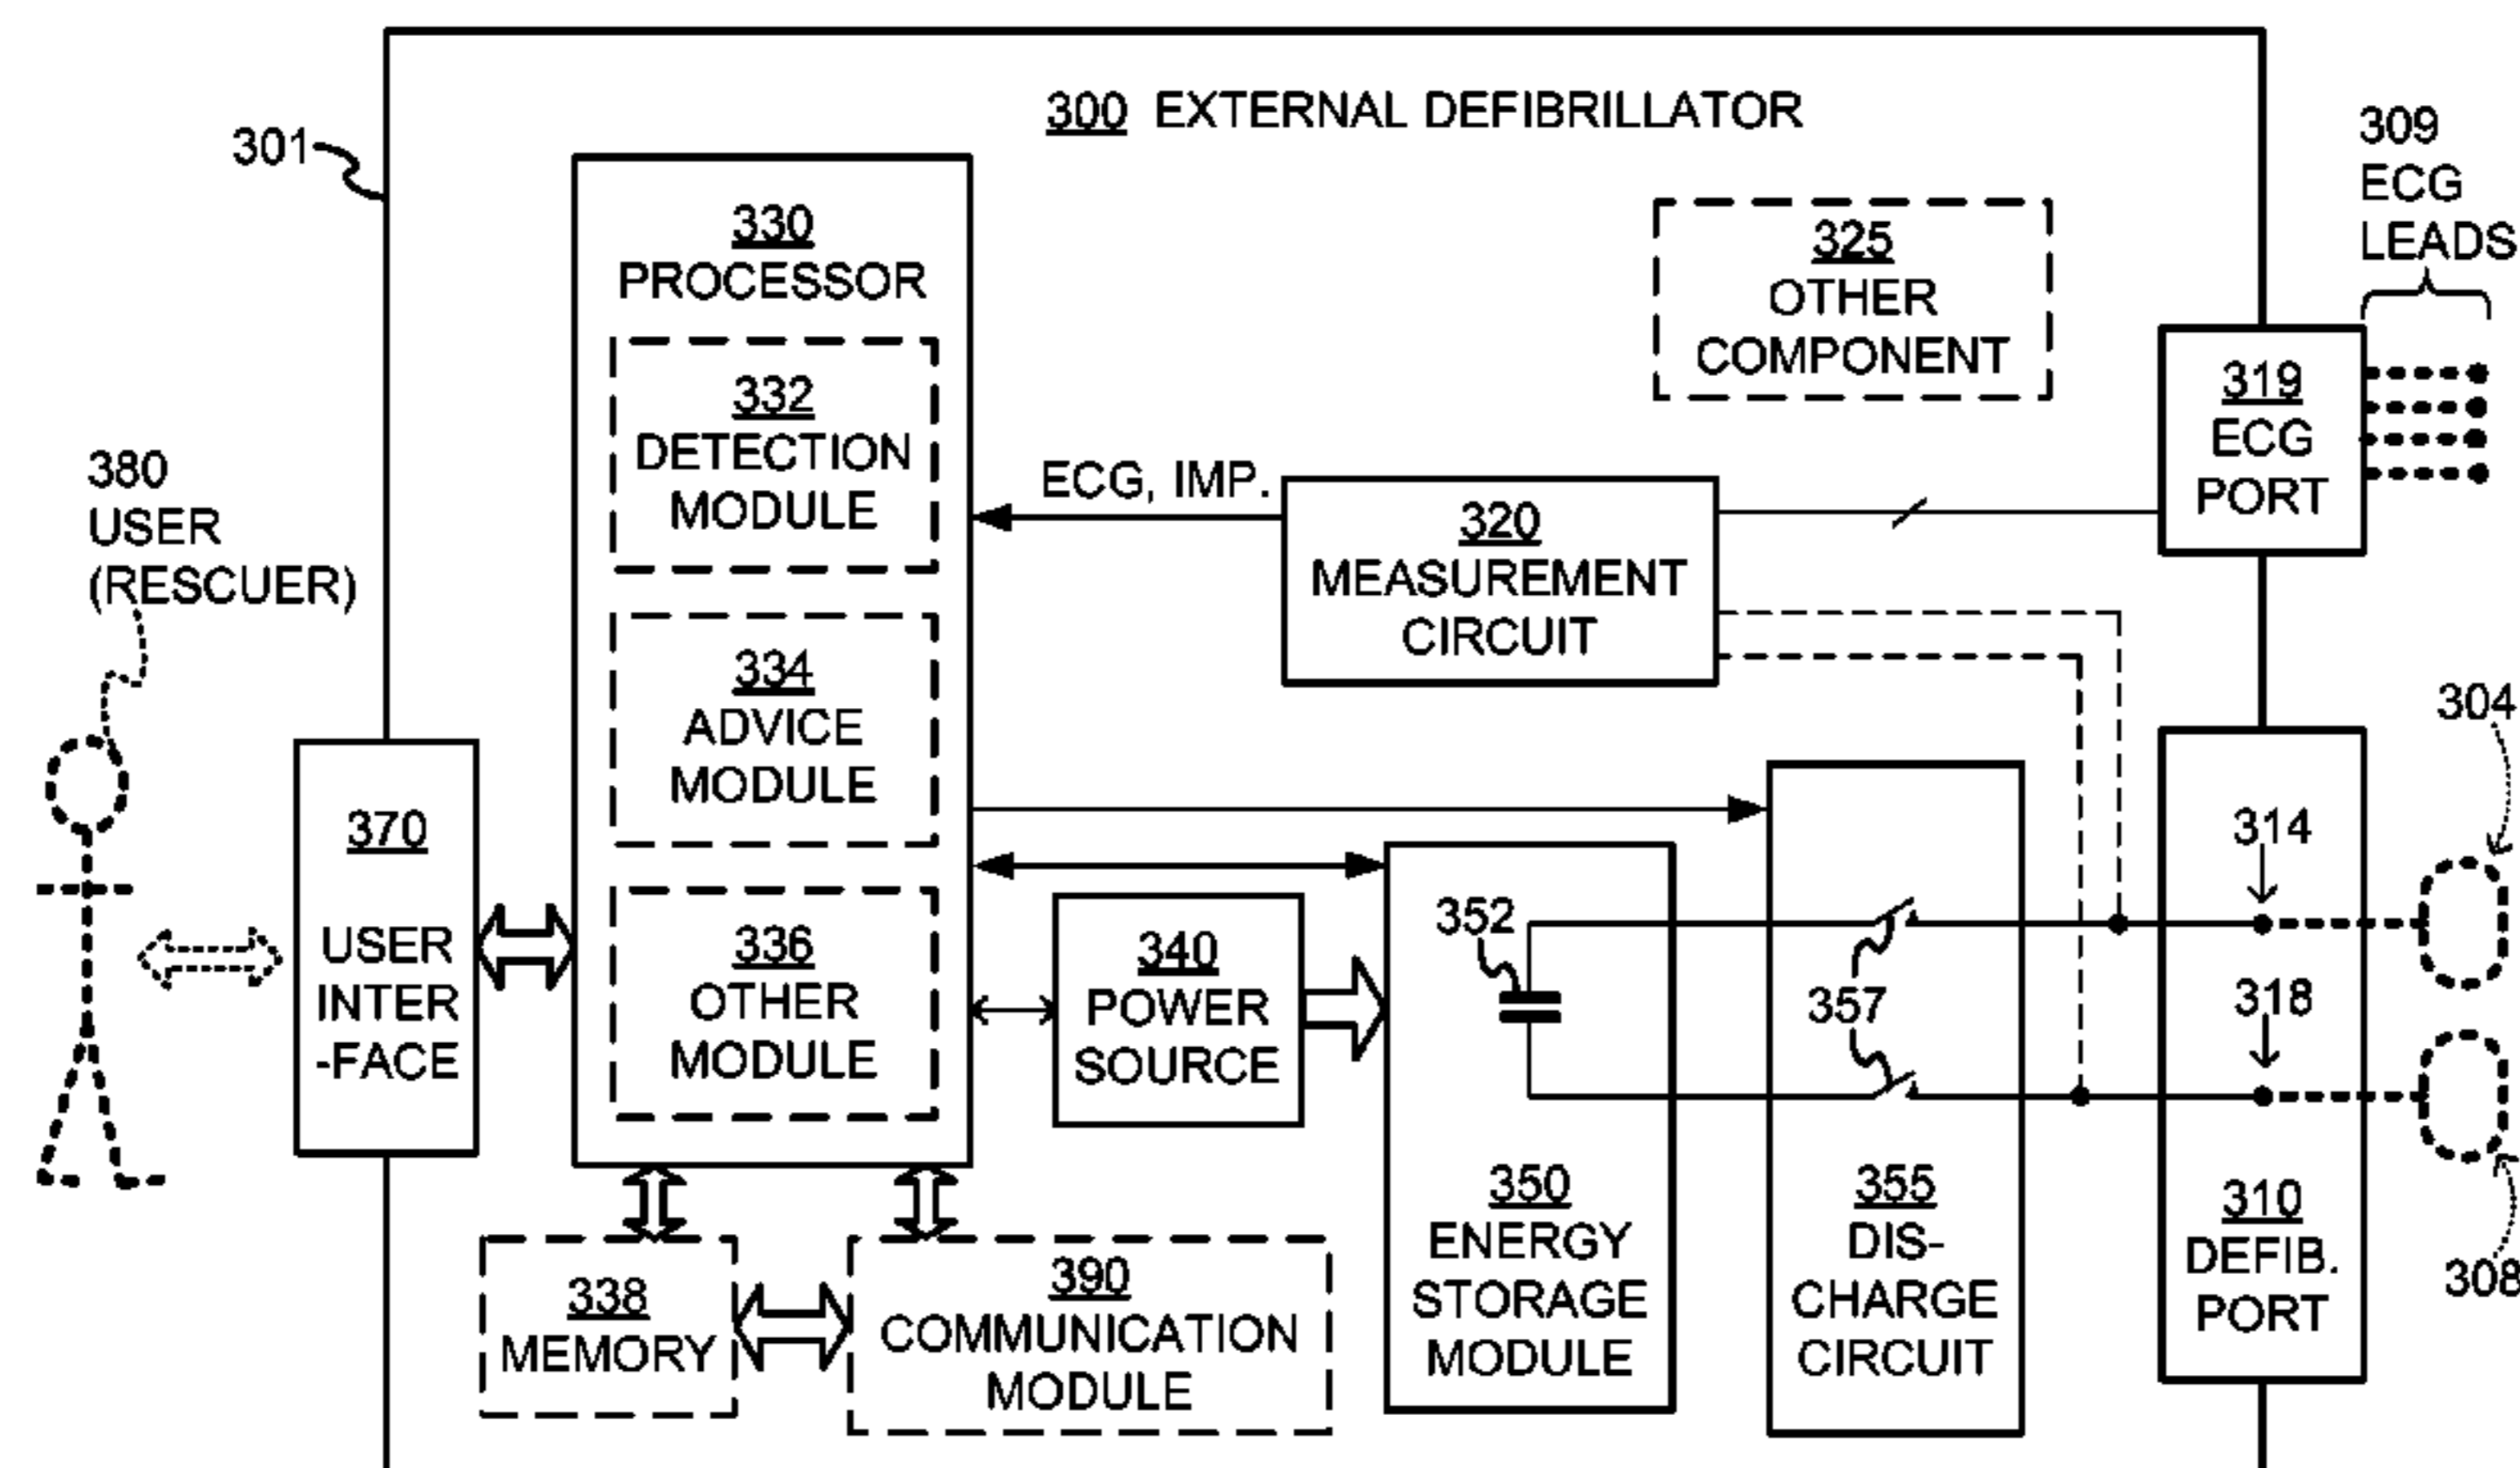 300 EXTERNAL DEFIBRILLATOR
301
309
ECG
LEADS
330
PROCESSOR
325
OTHER
COMPONENT
332
DETECTION
MODULE
319
ECG
PORT
380
USER
(RESCUER)
ECG, IMP.
320
MEASUREMENT
CIRCUIT
334
ADVICE
MODULE
304
314
370
USER
INTER
-FACE
336
OTHER
MODULE
340
POWER
SOURCE
352
357
318
350
ENERGY
STORAGE
MODULE
355
DIS-
CHARGE
CIRCUIT
310
DEFIB.
PORT
308
338
MEMORY
390
COMMUNICATION
MODULE